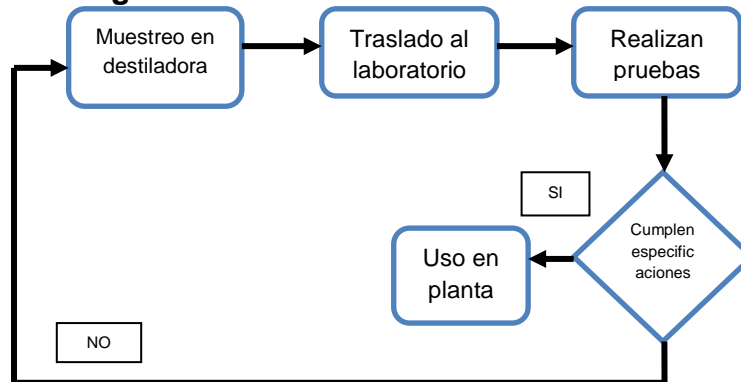 Muestreo en
destiladora
Traslado al
laboratorio
Realizan
pruebas
SI
Cumplen
especific
aciones
Uso en
planta
NO